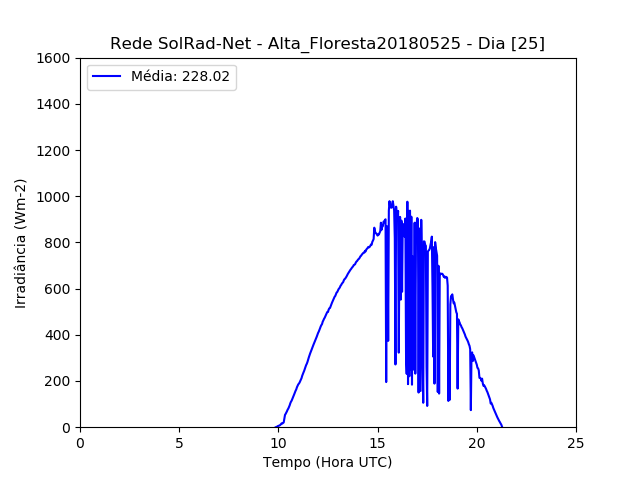 Rede SolRad-Net - Alta_Floresta20180525 - Dia [25]
Média: 228.02
Irradiância (Wm-2)
1600
1400
1200
1000
800
600
400
200
0
0 5 10 15 20 25
Tempo (Hora UTC)